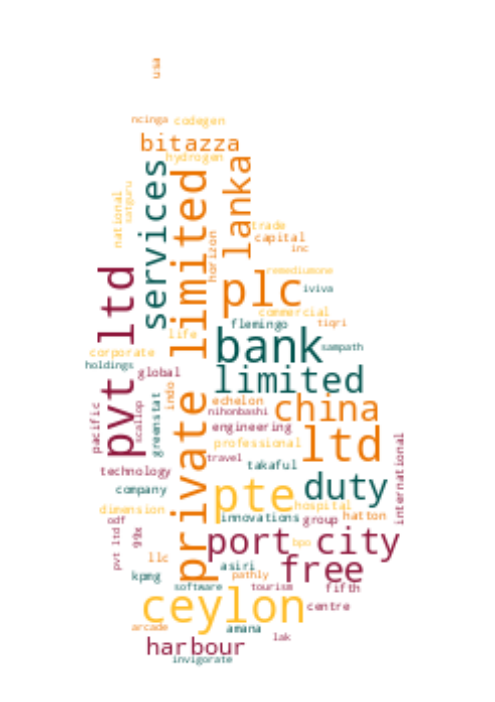 usa
ncinga codegen
bitazza
hydrogen
services
lanka
private limited
national
satguru
horizon
trade
capital
inc
pvt ltd
remediumone
plc
iviva
commercial
flemingo
tiqri
life
bank
sampath
corporate
holdings
global
limited
indo
echelon
china
nihonbashi
pacific
scallop
greenstat
engineering
ltd
professional
international
travel
takaful
technology
duty
company
pte
hospital
dimension
innovations
group
hatton
odf
pvt ltd
99x
port city
bpo
llc
asiri
free
kpmg
pathly
software
tourism
fifth
ceylon
centre
arcade
amana
lak
harbour
invigorate